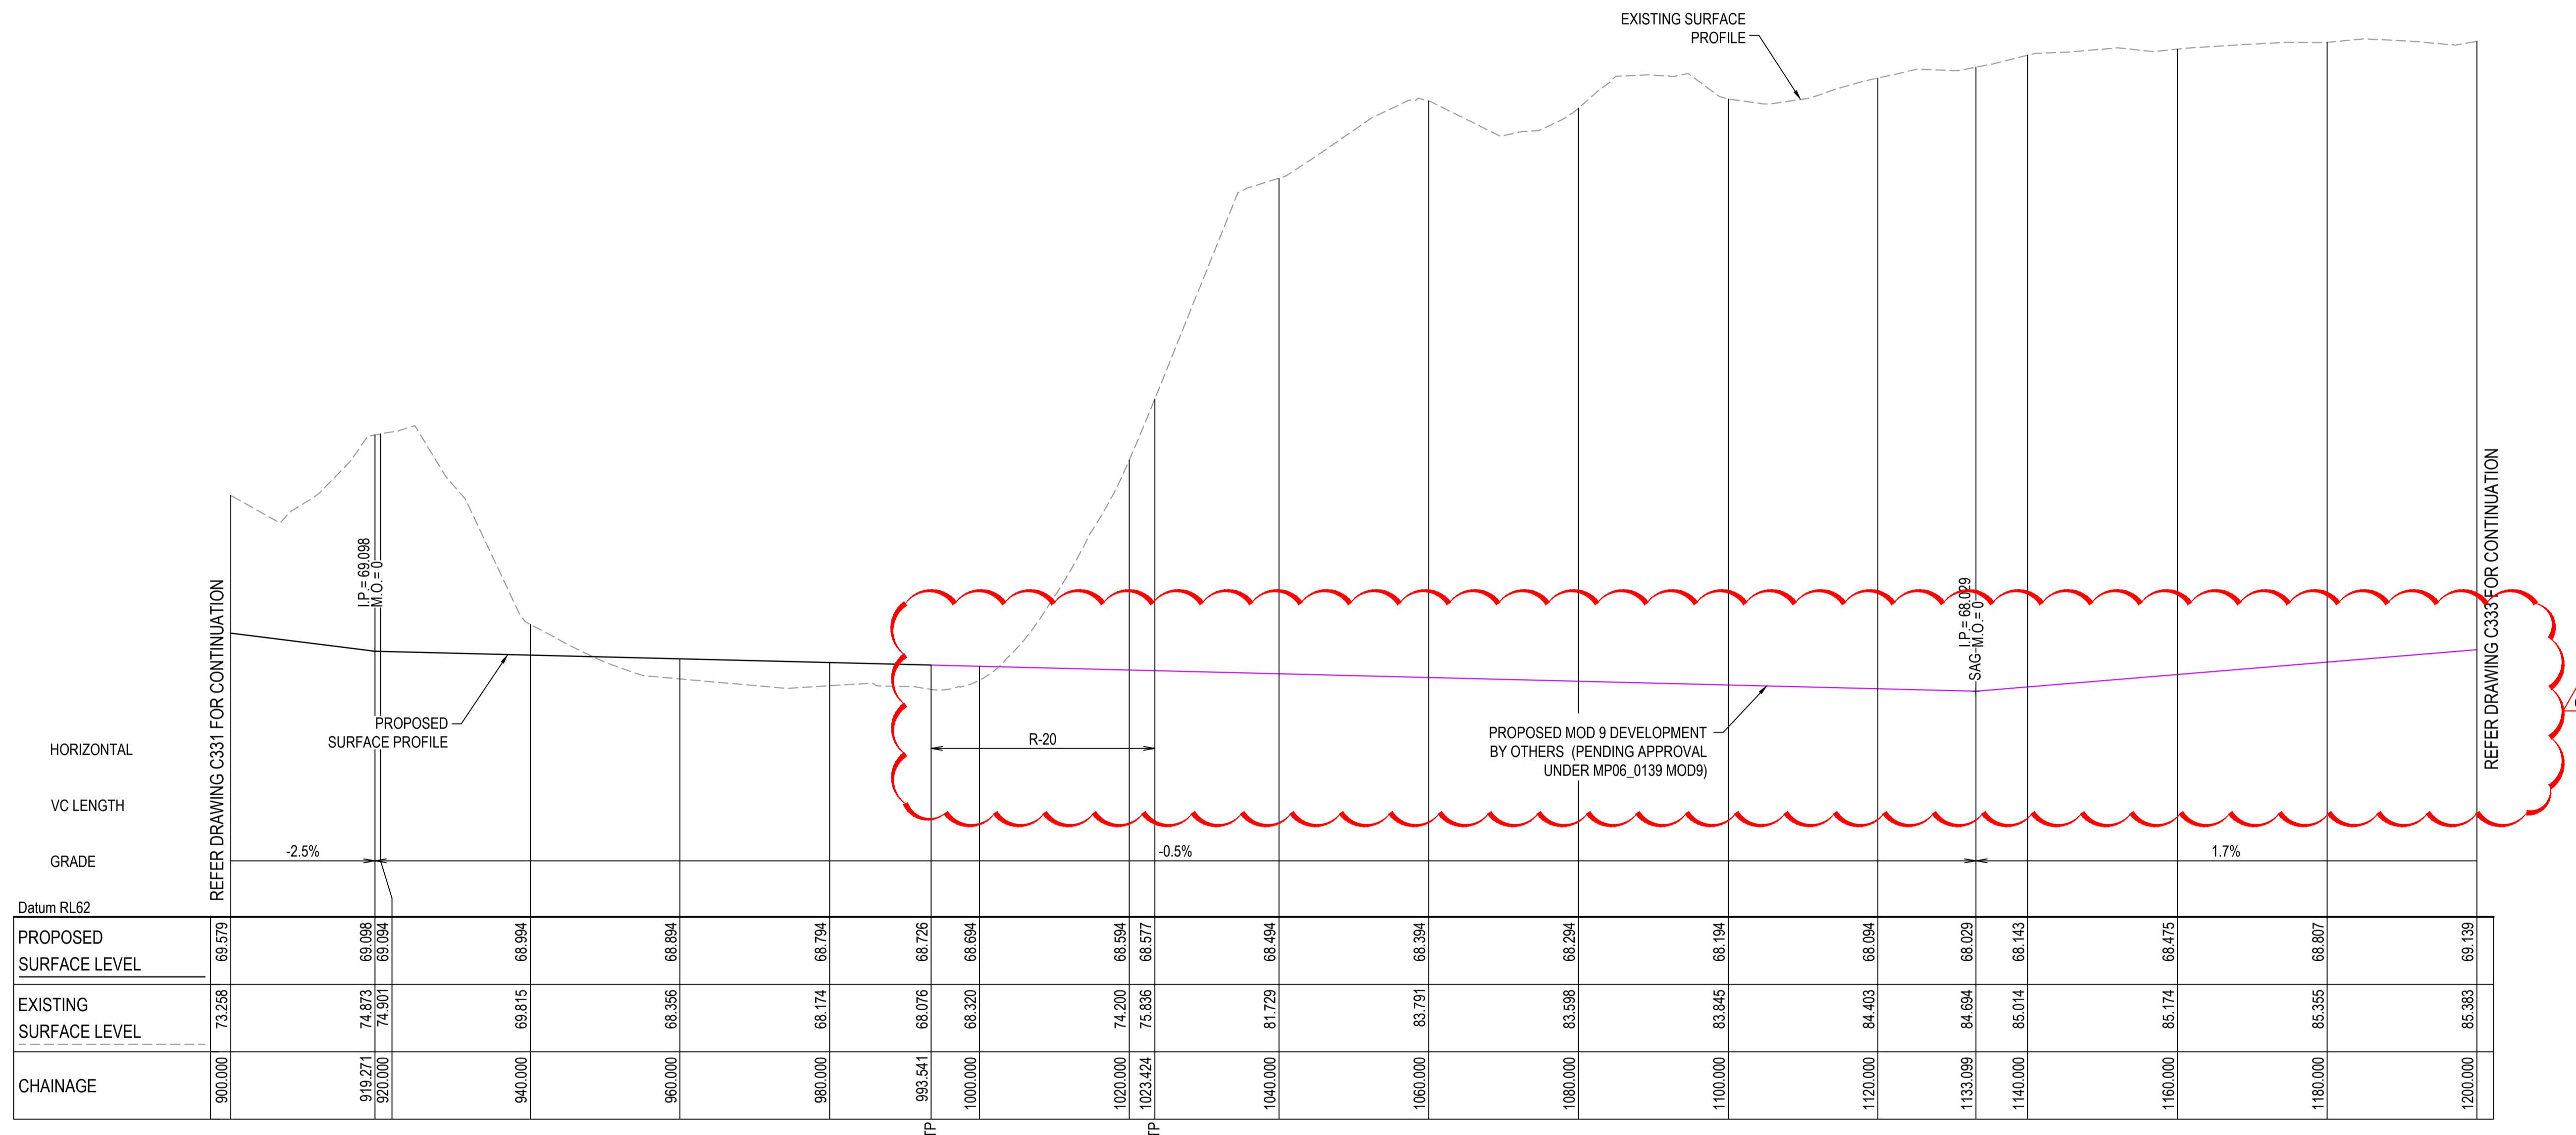 EXISTING SURFACE
PROFILE
REFER DRAWING C331 FOR CONTINUATION
I.P.= 69.098
M.O.= 0
PROPOSED
SURFACE PROFILE
R-20
PROPOSED MOD 9 DEVELOPMENT
BY OTHERS (PENDING APPROVAL
UNDER MP06_0139 MOD9)
I.P.= 68.029
SAG M.O.= 0
REFER DRAWING C333 FOR CONTINUATION
HORIZONTAL
VC LENGTH
GRADE
-2.5%
-0.5%
1.7%
Datum RL62
PROPOSED
SURFACE LEVEL
69.579
69.098
69.094
68.994
68.894
68.794
68.726
68.694
68.594
68.577
68.494
68.394
68.294
68.194
68.094
68.029
68.143
68.475
68.807
69.139
EXISTING
SURFACE LEVEL
73.258
74.873
74.901
69.815
68.356
68.174
68.076
68.320
74.200
75.836
81.729
83.791
83.598
83.845
84.403
84.694
85.014
85.174
85.355
85.383
CHAINAGE
900.000
919.271
920.000
940.000
960.000
980.000
993.541
1000.000
1020.000
1023.424
1040.000
1060.000
1080.000
1100.000
1120.000
1133.099
1140.000
1160.000
1180.000
1200.000
TP
TP